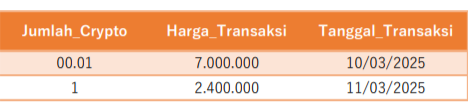 Jumlah_Crypto Harga_Transaksi Tanggal_Transaksi
00.01 7.000.000 10/03/2025
1 2.400.000 11/03/2025